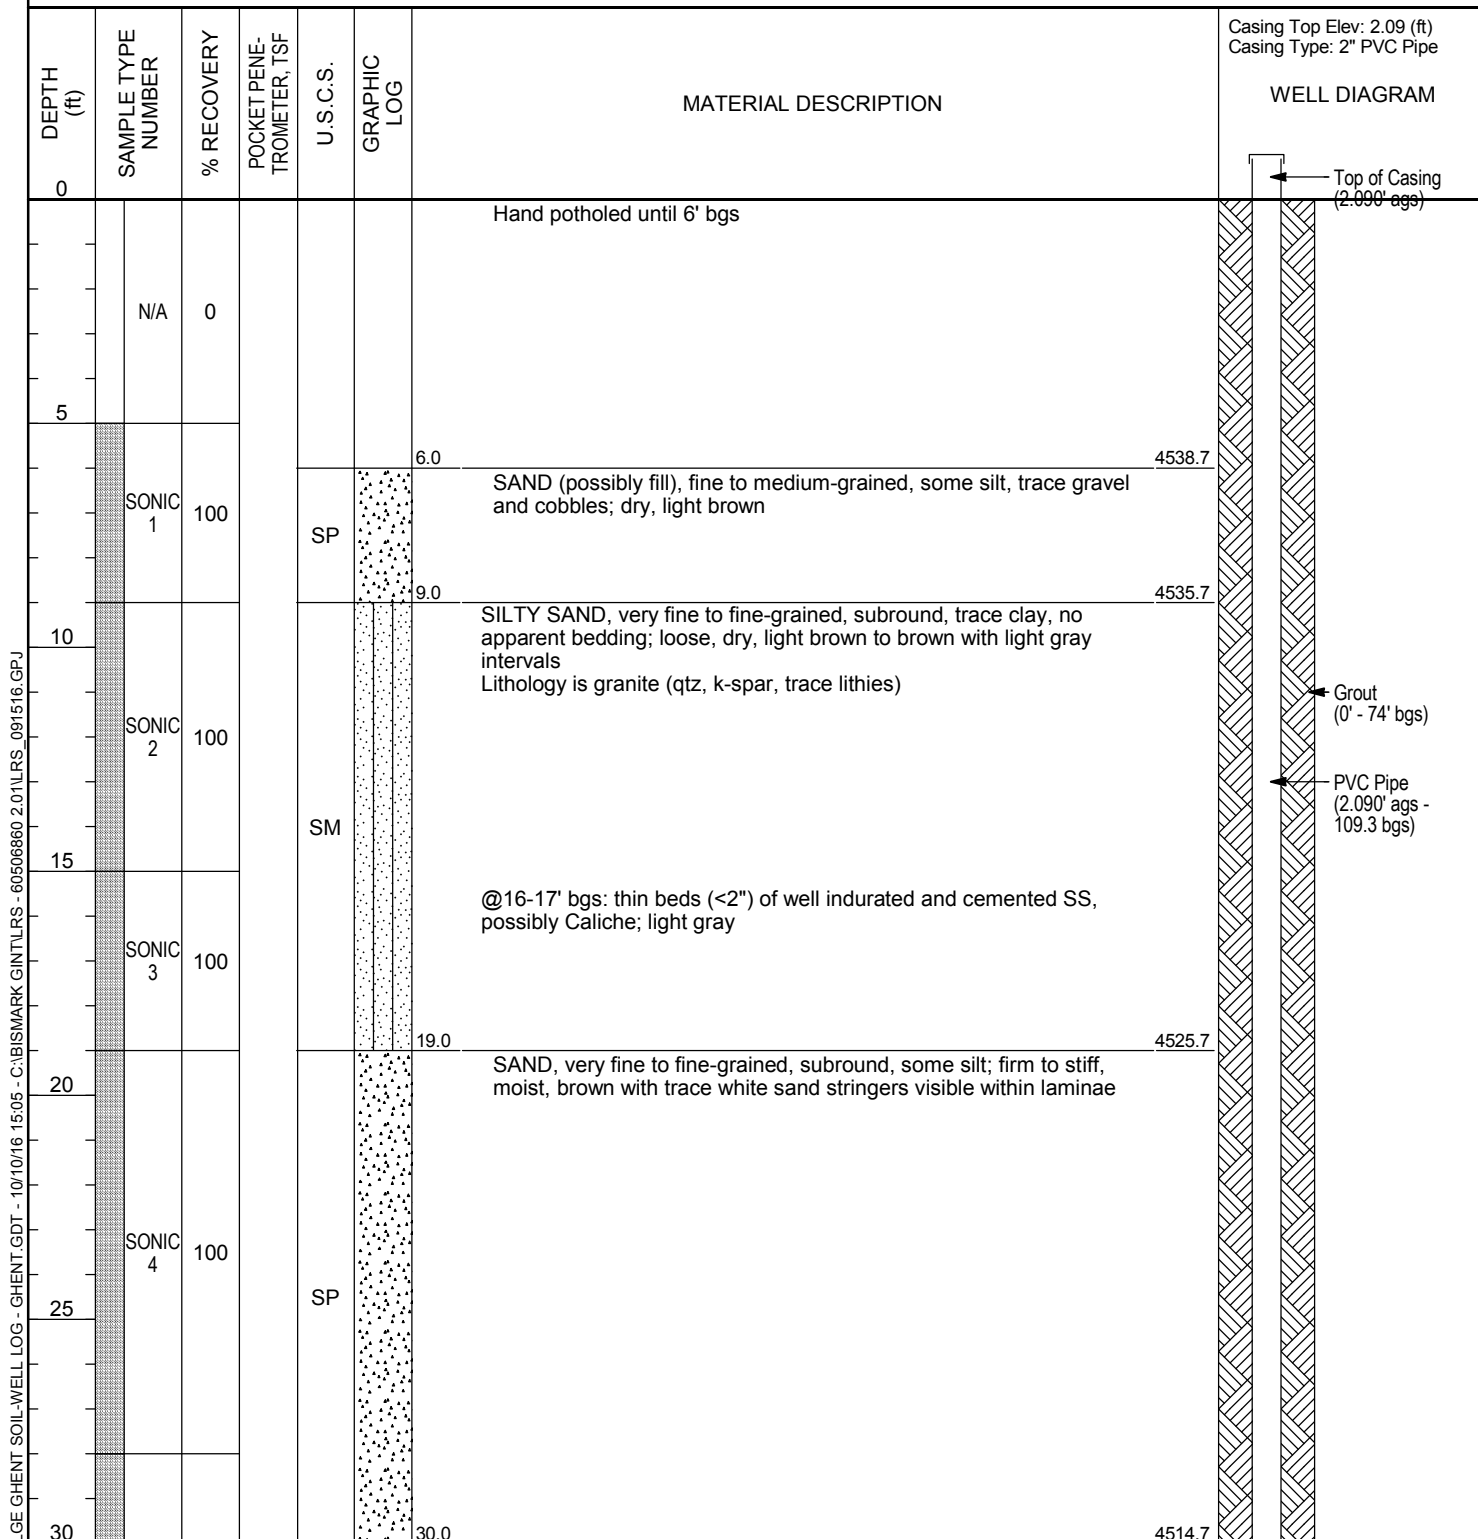 Casing Top Elev: 2.09 (ft)
Casing Type: 2" PVC Pipe
DEPTH
(ft)
SAMPLE TYPE
NUMBER
% RECOVERY
POCKET PENE-
TROMETER, TSF
U.S.C.S.
GRAPHIC
LOG
MATERIAL DESCRIPTION
WELL DIAGRAM
0
Top of Casing
(2.090' ags)
Hand potholed until 6' bgs
N/A
0
5
6.0
4538.7
SAND (possibly fill), fine to medium-grained, some silt, trace gravel
and cobbles; dry, light brown
SONIC
1
100
SP
9.0
4535.7
SILTY SAND, very fine to fine-grained, subround, trace clay, no
apparent bedding; loose, dry, light brown to brown with light gray
intervals
Lithology is granite (qtz, k-spar, trace lithies)
10
Grout
(0' - 74' bgs)
SONIC
2
100
PVC Pipe
(2.090' ags -
109.3 bgs)
SM
15
@16-17' bgs: thin beds (<2") of well indurated and cemented SS,
possibly Caliche; light gray
SONIC
3
100
19.0
4525.7
SAND, very fine to fine-grained, subround, some silt; firm to stiff,
moist, brown with trace white sand stringers visible within laminae
20
SONIC
4
100
SP
25
30
30.0
4514.7
GE GHENT SOIL-WELL LOG - GHENT.GDT - 10/10/16 15:05 - C:\BISMARK GINT\LRS - 60506860 2.01\LRS_091516.GPJ